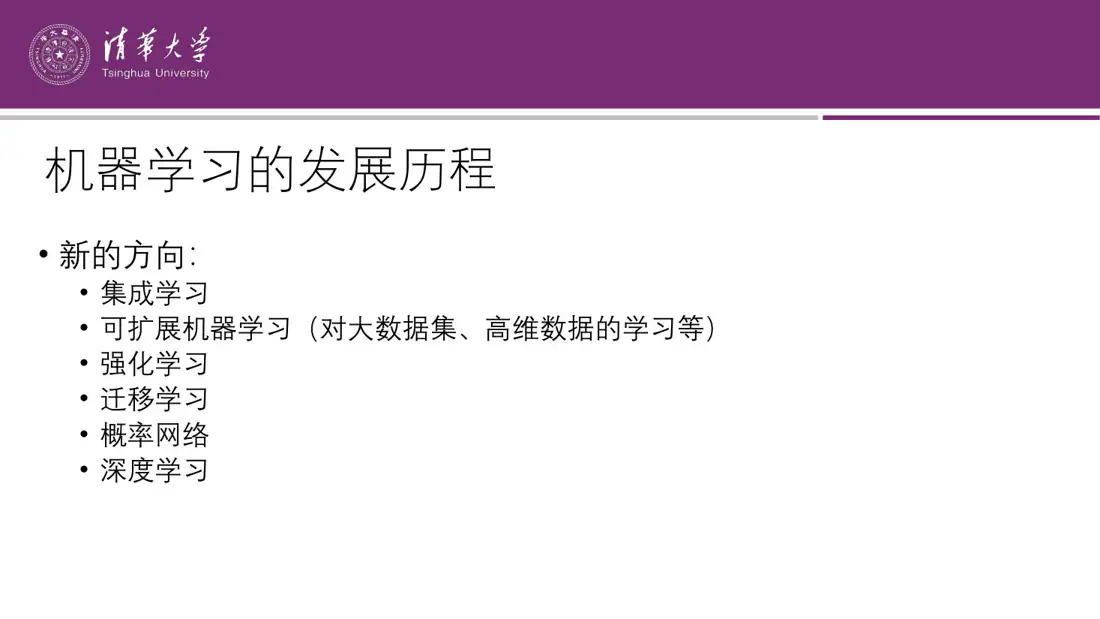 清华大学
Tsinghua University
机器学习的发展历程
• 新的方向：
• 集成学习
• 可扩展机器学习（对大数据集、高维数据的学习等）
• 强化学习
• 迁移学习
• 概率网络
• 深度学习